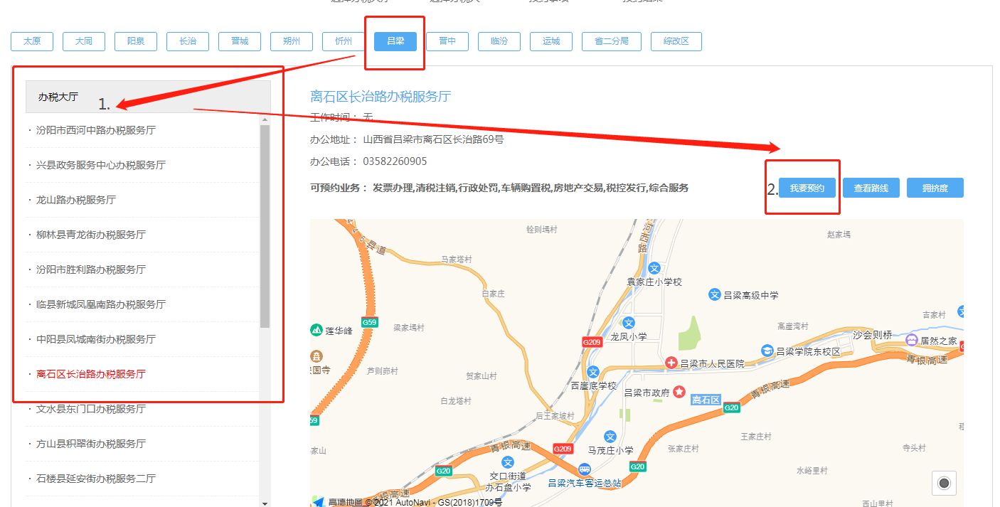 太原 大同 阳泉 长治 晋城 朔州 忻州 吕梁 晋中 临汾 运城 省二分局 综改区
办税大厅
1.
· 汾阳市西河中路办税服务厅
· 兴县政务服务中心办税服务厅
· 龙山路办税服务厅
· 柳林县青龙街办税服务厅
· 汾阳市胜利路办税服务厅
· 临县新城凤凰南路办税服务厅
· 中阳县凤城南街办税服务厅
· 离石区长治路办税服务厅
· 文水县东门口办税服务厅
· 方山县积翠街办税服务厅
· 石楼县延安街办税服务二厅
离石区长治路办税服务厅
工作时间： 无
办公地址： 山西省吕梁市离石区长治路69号
办公电话： 03582260905
可预约业务： 发票办理,清税注销,行政处罚,车辆购置税,房地产交易,税控发行,综合服务
2. 我要预约 查看路线 拥挤度
铨则墕村
赵家墕
县道
马家塔村
袁家庄小学校
白家庄
吕梁高级中学
吉家村
G59
莲华峰
梁家墕村
高崖湾村
沙会则桥
龙凤小学
G209
居然之家
吕梁学院东校区
青银高速
吕梁市人民医院
国寺
芦则峁村
贺家山村
西崖底学校
吕梁市政府
青银高速
离石区
白龙塔村
G20
后王家坡村
59
王家庄村
马茂庄小学
家山
青银高速
G209
张家庄村
寺头村
G20
G20
水峪里村
交口街道
办石盘小学
吕梁汽车客运总站
青银高速
西山里村
高德地图 © 2021 AutoNavi - GS(2018)1709号